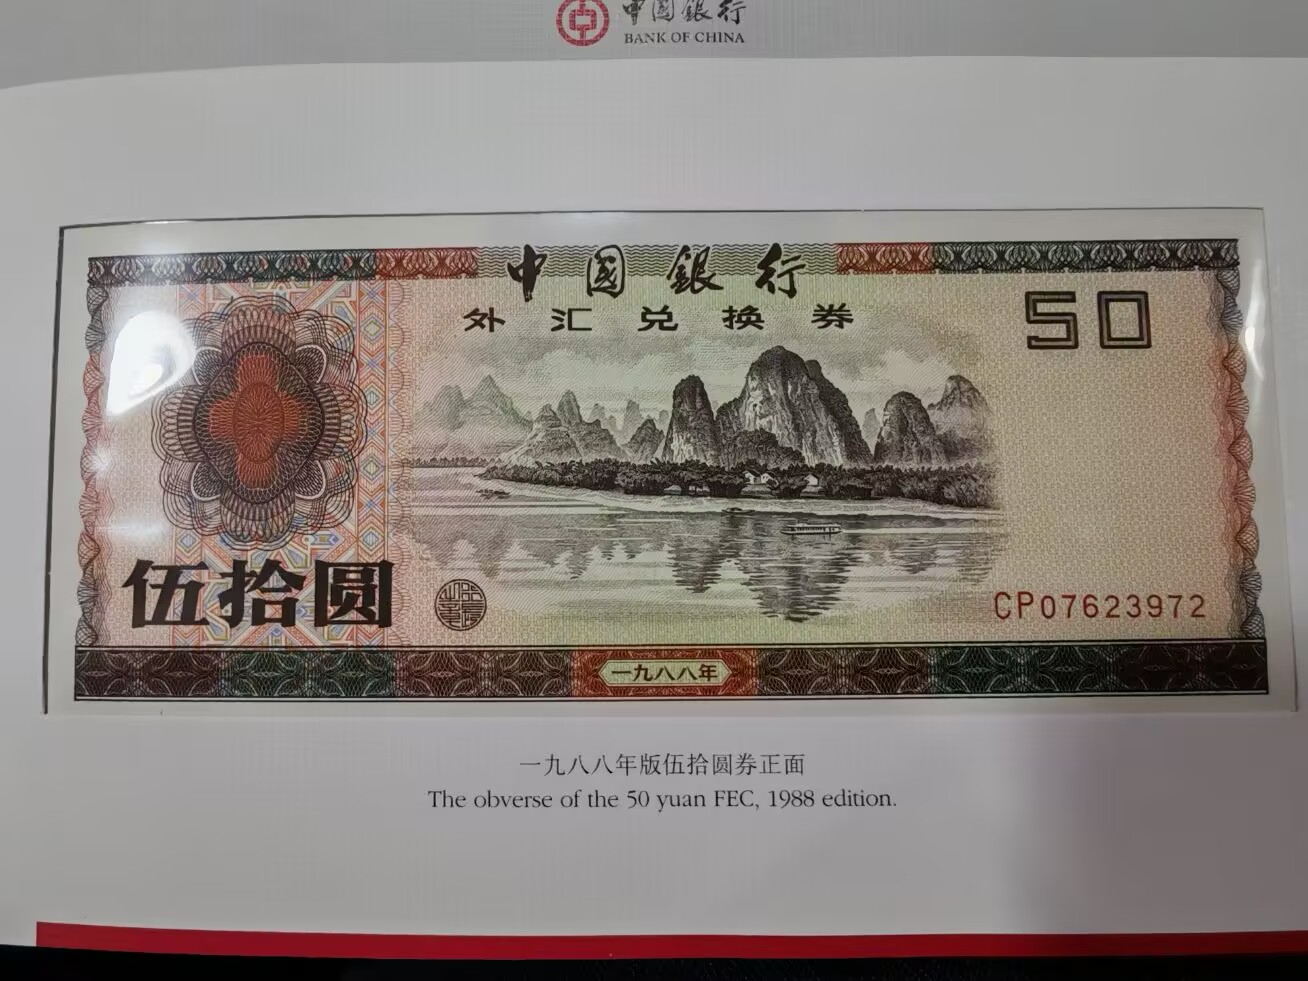 中国銀行
BANK OF CHINA
中國銀行
外汇兑换券
50
伍拾圆
CP07623972
一九八八年
一九八八年版伍拾圆券正面
The obverse of the 50 yuan FEC, 1988 edition.